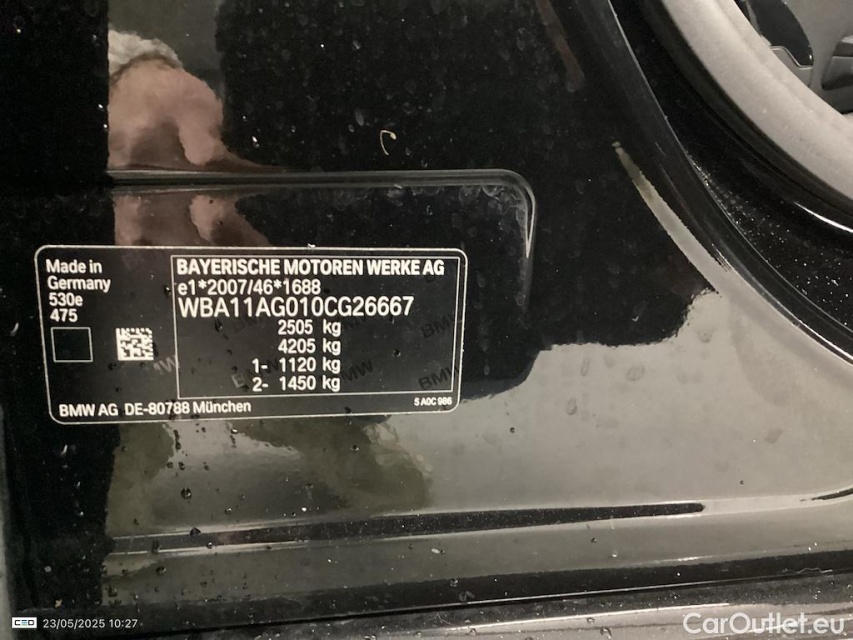 Made in
Germany
530e
475
BAYERISCHE MOTOREN WERKE AG
e1*2007/46*1688
WBA11AG010CG26667
2505 kg
4205 kg
1- 1120 kg
2- 1450 kg
BMW AG DE-80788 München
5 A0C 986
23/05/2025 10:27
CarOutlet.eu